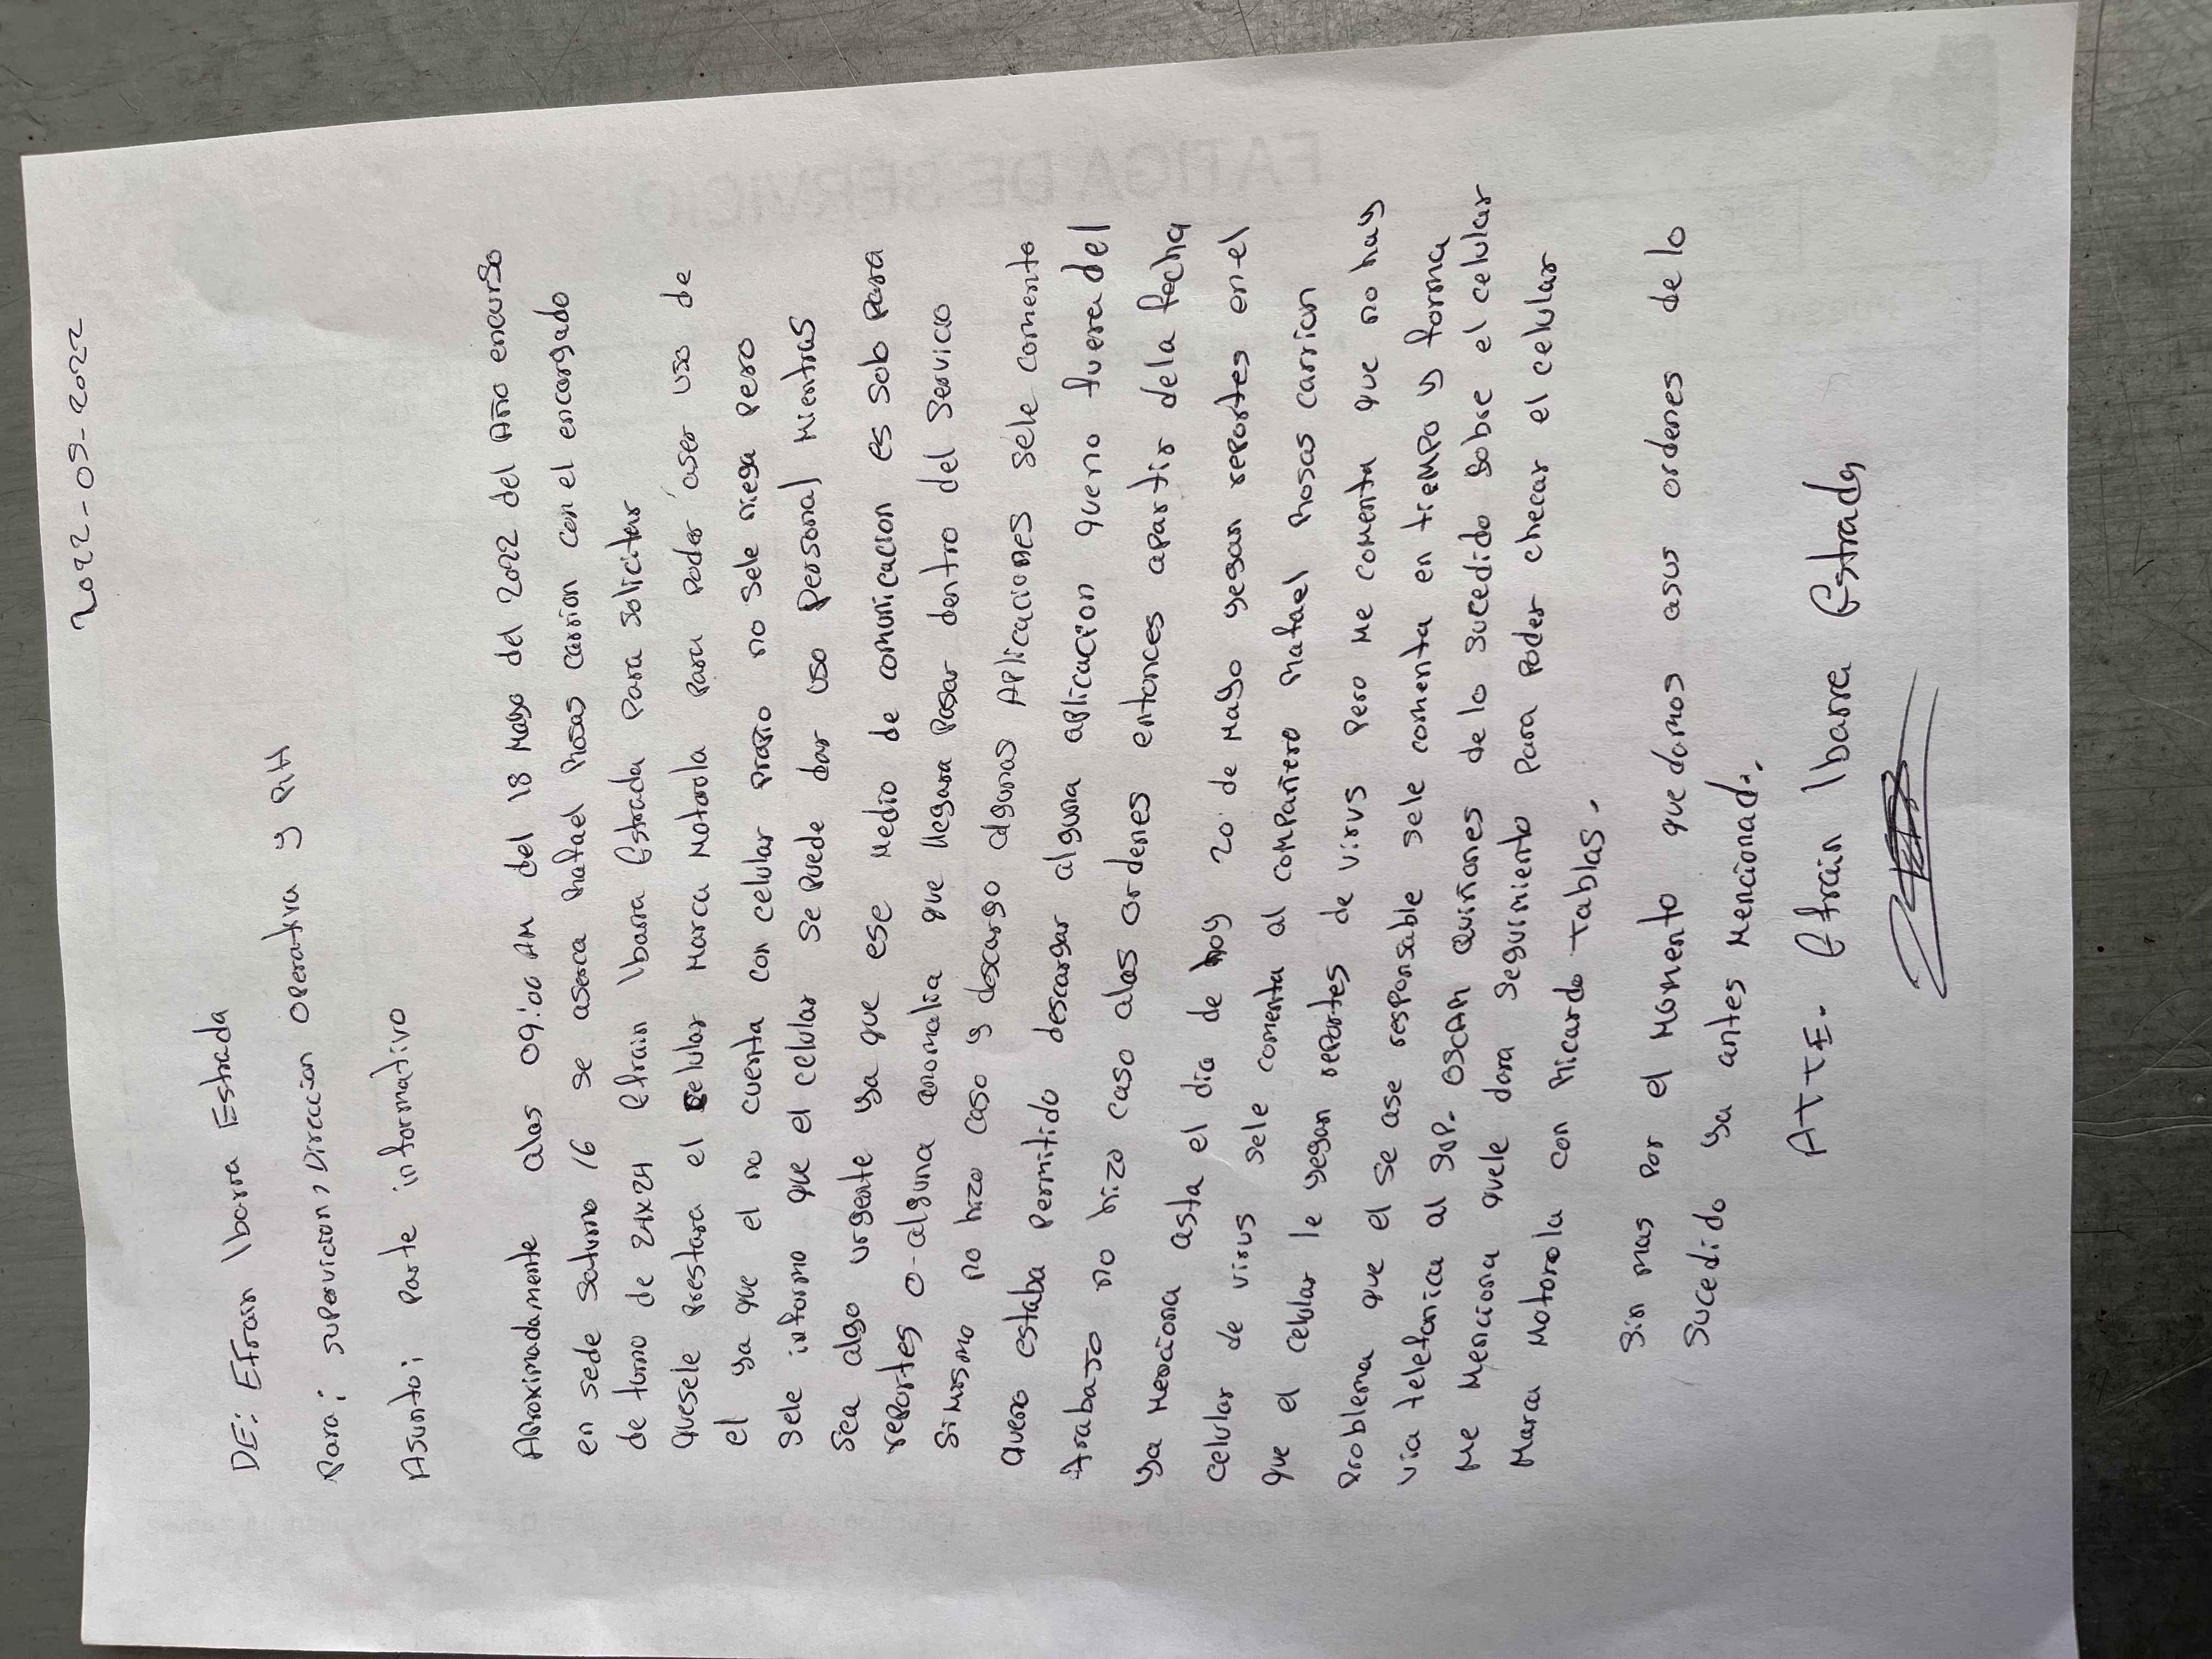 2022-05-2022
DE: Efrain Ibarra Estrada
Para: supervicion, Direccion Operativa y RH
Asunto: Parte informativo
Aproximadamente alas 09:00 AM del 18 Mayo del 2022 del Año encurso
en sede Saturno 16 se aserca Rafael Rosas carrion con el encargado
de turno de 24x24 Efrain Ibarra Estrada Para solicitar
quesele Prestara el celular Marca Motorola Para Poder aser uso de
el ya que el no cuenta con celular Propio no sele niega Pero
Sele informo que el celular se Puede dar uso Personal Mientras
Sea algo urgente ya que ese Medio de comunicacion es solo Para
rePortes o alguna anomalia que llegara Pasar dentro del Servicio
Si Mismo no hizo caso y descargo algunas Aplicaciones sele comento
Queno estaba Permitido descargar alguna aplicacion queno fuera del
trabajo no hizo caso alas ordenes entonces apartir dela fecha
ya Menciona asta el dia de hoy 20 de Mayo yegan rePortes en el
celular de virus sele comenta al comPañero Rafael Rosas carrion
que el celular le yegan rePortes de virus Pero Me comenta que no hay
Problema que el se ase responsable sele comenta en tieMPo y forma
via telefonica al SuP. OSCAR Quiñones de lo sucedido Sobre el celular
Me Menciona quele dara Seguimiento Para Poder checar el celular
Marca Motorola con Ricardo tablas.
Sin mas Por el Momento que damos asus ordenes de lo
Sucedido ya antes Mencionado.
ATTE. Efrain Ibarra Estrada
FATIGA DE SERVICIO